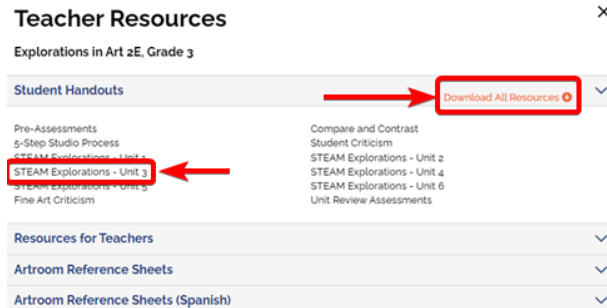 Teacher Resources
Explorations in Art 2E, Grade 3
Student Handouts
Download All Resources
Pre-Assessments
5-Step Studio Process
STEAM Explorations - Unit 1
STEAM Explorations - Unit 3
STEAM Explorations - Unit 5
Fine Art Criticism
Compare and Contrast
Student Criticism
STEAM Explorations - Unit 2
STEAM Explorations - Unit 4
STEAM Explorations - Unit 6
Unit Review Assessments
Resources for Teachers
Artroom Reference Sheets
Artroom Reference Sheets (Spanish)